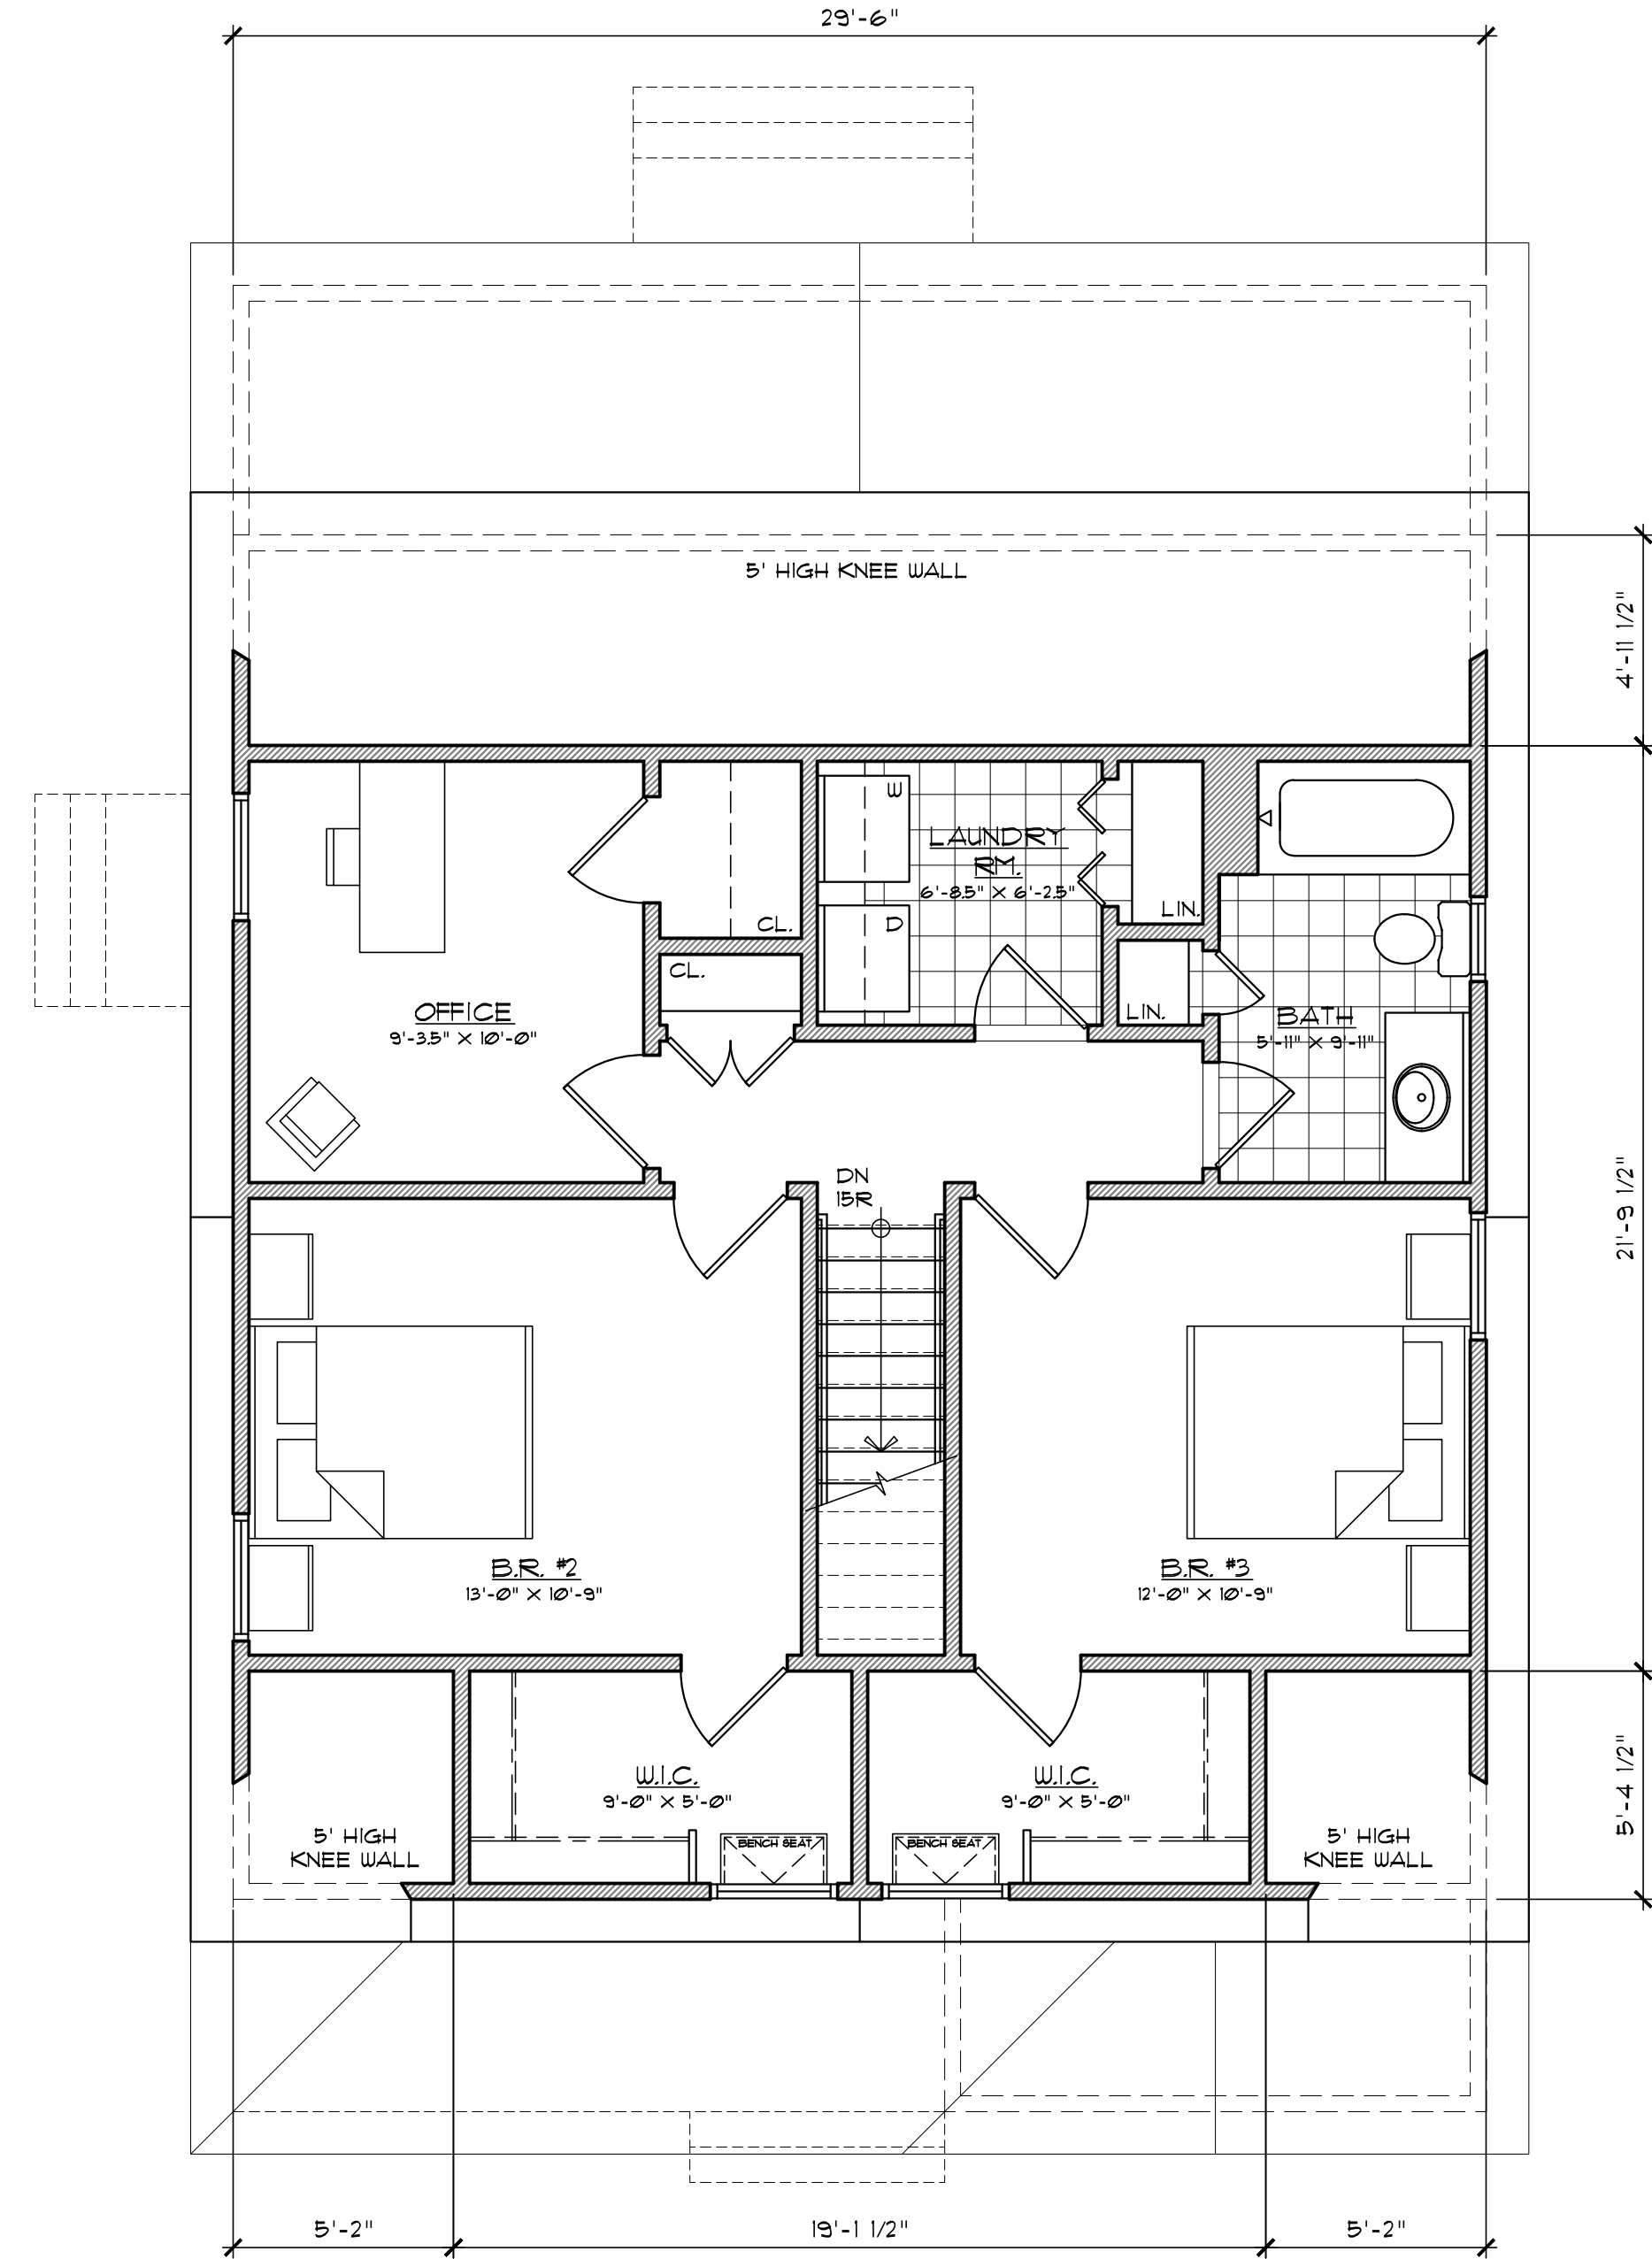 29'-6"
5' HIGH KNEE WALL
4'-11 1/2"
W
LAUNDRY
RM.
6'-8.5" X 6'-2.5"
CL.
LIN.
D
CL.
LIN.
OFFICE
9'-3.5" X 10'-0"
BATH
5'-11" X 9'-11"
DN
15R
21'-9 1/2"
B.R. #2
13'-0" X 10'-9"
B.R. #3
12'-0" X 10'-9"
W.I.C.
9'-0" X 5'-0"
W.I.C.
9'-0" X 5'-0"
5' HIGH
KNEE WALL
BENCH SEAT
BENCH SEAT
5' HIGH
KNEE WALL
5'-4 1/2"
5'-2"
19'-1 1/2"
5'-2"